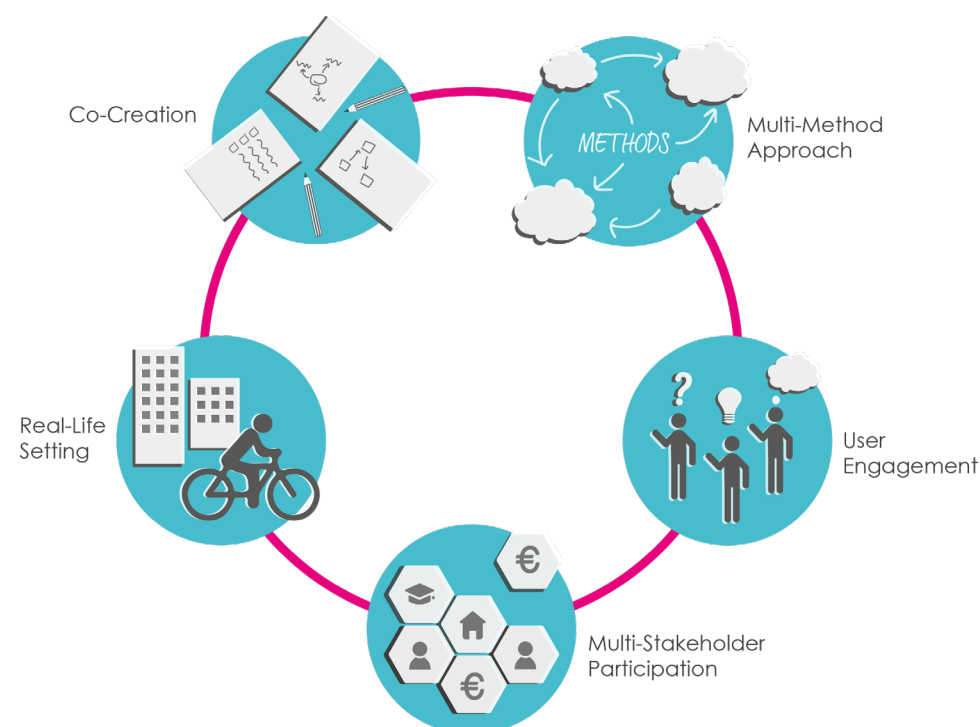 Co-Creation
METHODS
Multi-Method
Approach
Real-Life
Setting
?
User
Engagement
€
€
Multi-Stakeholder
Participation